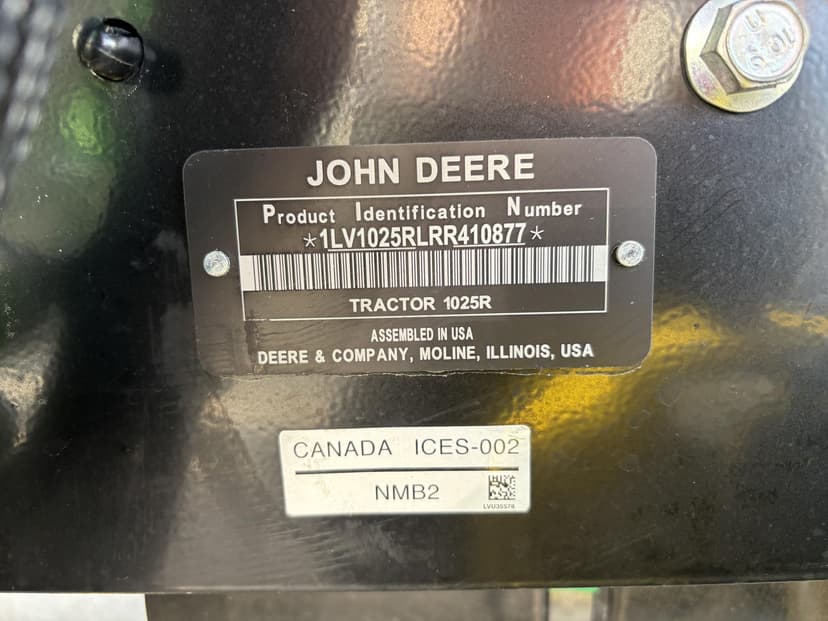 JOHN DEERE
Product Identification Number
*1LV1025RLRR410877*
TRACTOR 1025R
ASSEMBLED IN USA
DEERE & COMPANY, MOLINE, ILLINOIS, USA
CANADA ICES-002
NMB2
LVU35578